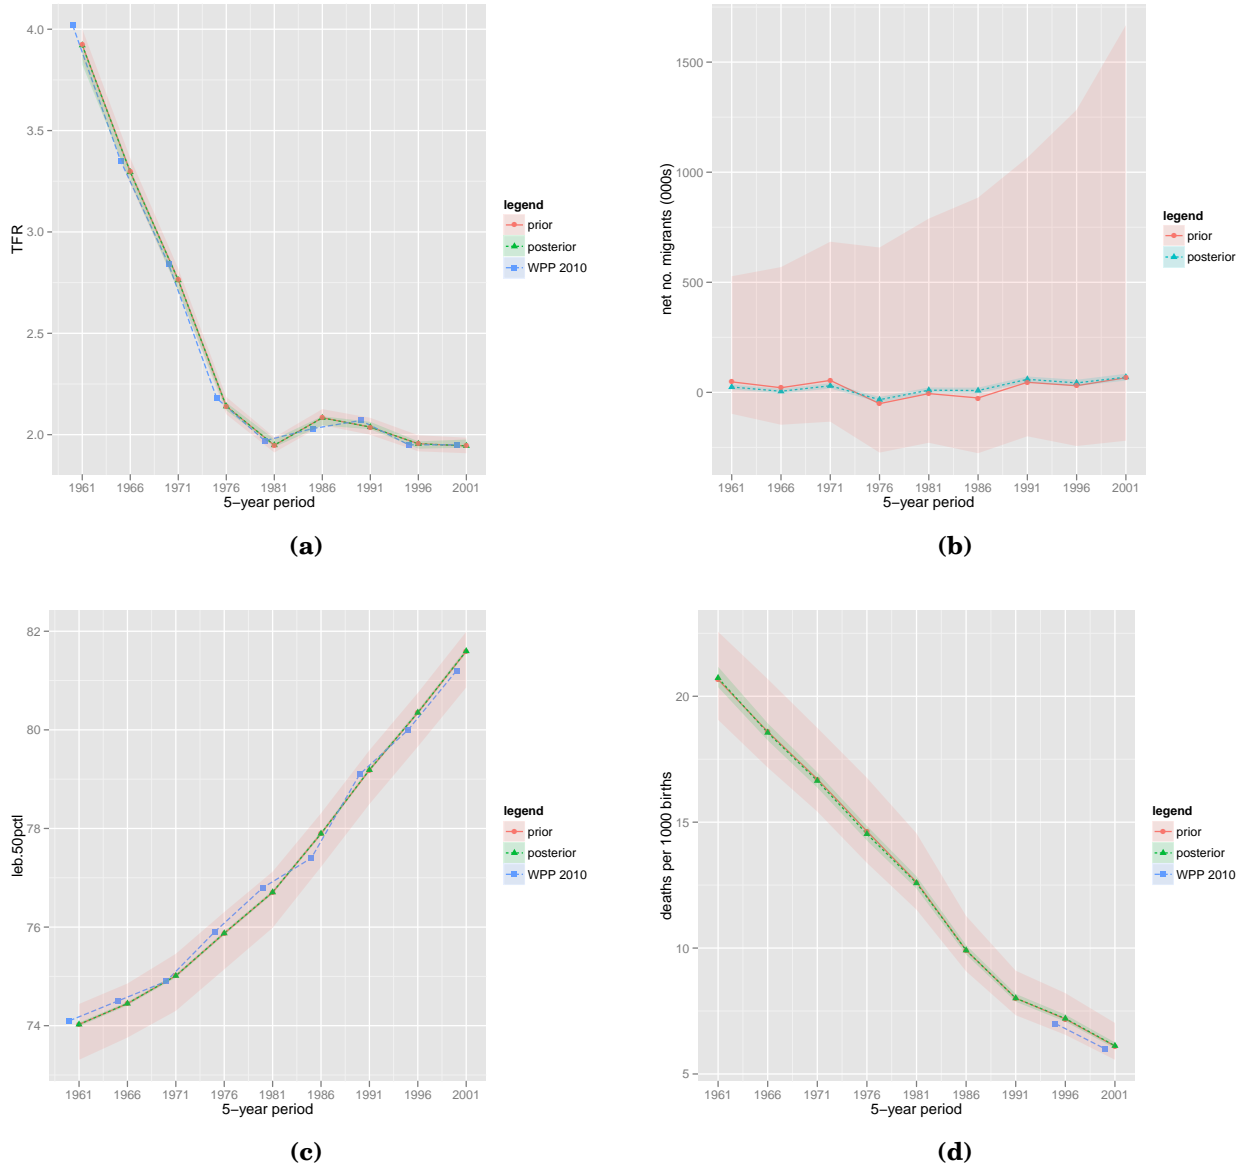 4.0
3.5
3.0
2.5
2.0
TFR
1961 1966 1971 1976 1981 1986 1991 1996 2001
5−year period
legend
prior
posterior
WPP 2010
(a)
1500
1000
500
0
net no. migrants (000s)
1961 1966 1971 1976 1981 1986 1991 1996 2001
5−year period
legend
prior
posterior
(b)
82
80
78
76
74
leb.50pctl
1961 1966 1971 1976 1981 1986 1991 1996 2001
5−year period
legend
prior
posterior
WPP 2010
(c)
20
15
10
5
deaths per 1000 births
1961 1966 1971 1976 1981 1986 1991 1996 2001
5−year period
legend
prior
posterior
WPP 2010
(d)